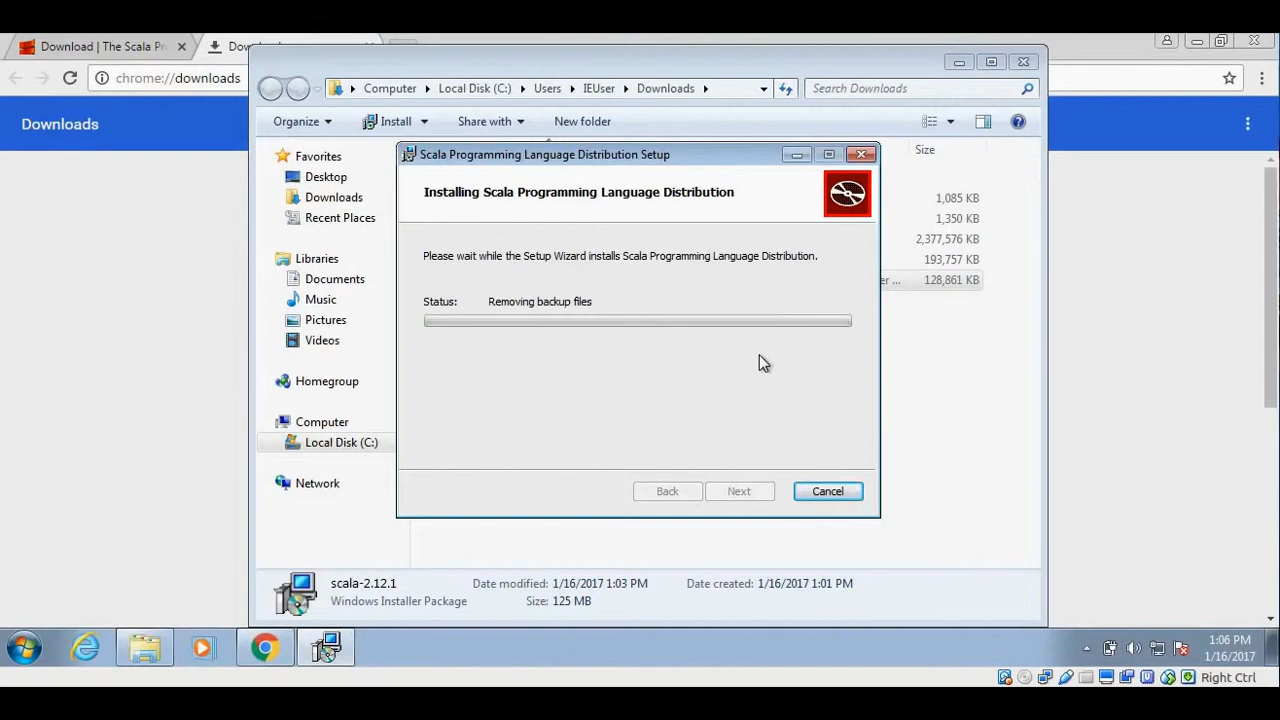 Download | The Scala Pr
Dow
chrome://downloads
Downloads
Computer Local Disk (C:) Users IEUser Downloads
Search Downloads
Organize Install Share with New folder
Favorites
Desktop
Downloads
Recent Places
Libraries
Documents
Music
Pictures
Videos
Homegroup
Computer
Local Disk (C:)
Network
Size
1,085 KB
1,350 KB
2,377,576 KB
193,757 KB
er ... 128,861 KB
Scala Programming Language Distribution Setup
Installing Scala Programming Language Distribution
Please wait while the Setup Wizard installs Scala Programming Language Distribution.
Status: Removing backup files
Back Next Cancel
scala-2.12.1 Date modified: 1/16/2017 1:03 PM Date created: 1/16/2017 1:01 PM
Windows Installer Package Size: 125 MB
1:06 PM
1/16/2017
Right Ctrl